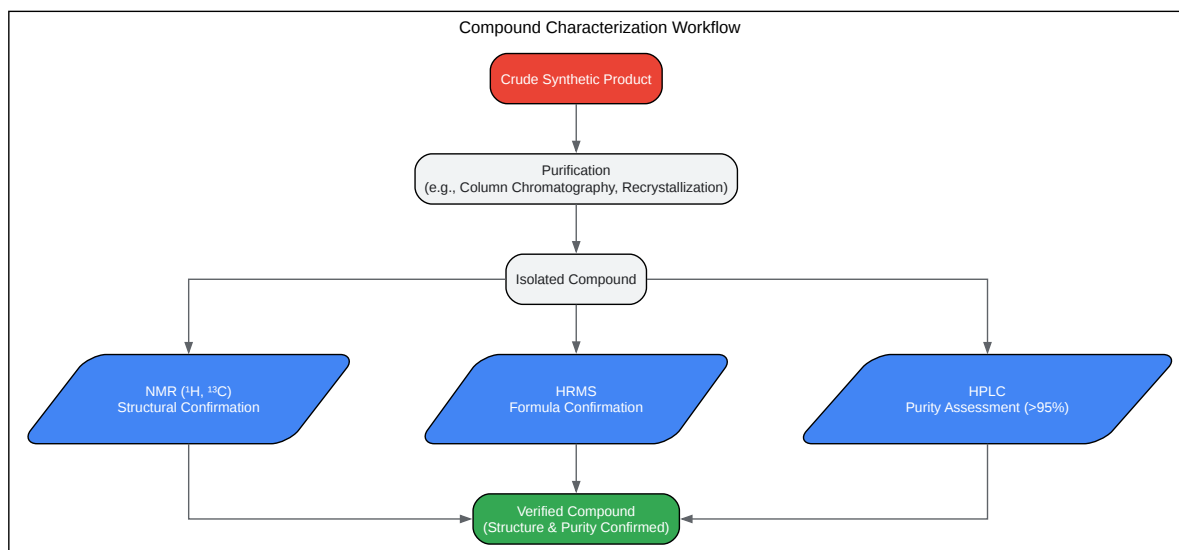 Compound Characterization Workflow
Crude Synthetic Product
Purification
(e.g., Column Chromatography, Recrystallization)
Isolated Compound
NMR (¹H, ¹³C)
Structural Confirmation
HRMS
Formula Confirmation
HPLC
Purity Assessment (>95%)
Verified Compound
(Structure & Purity Confirmed)